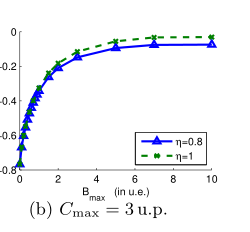 0
-0.2
-0.4
-0.6
-0.8
0 2 4 6 8 10
B_max (in u.e.)
η=0.8
η=1
(b) C_max = 3 u.p.